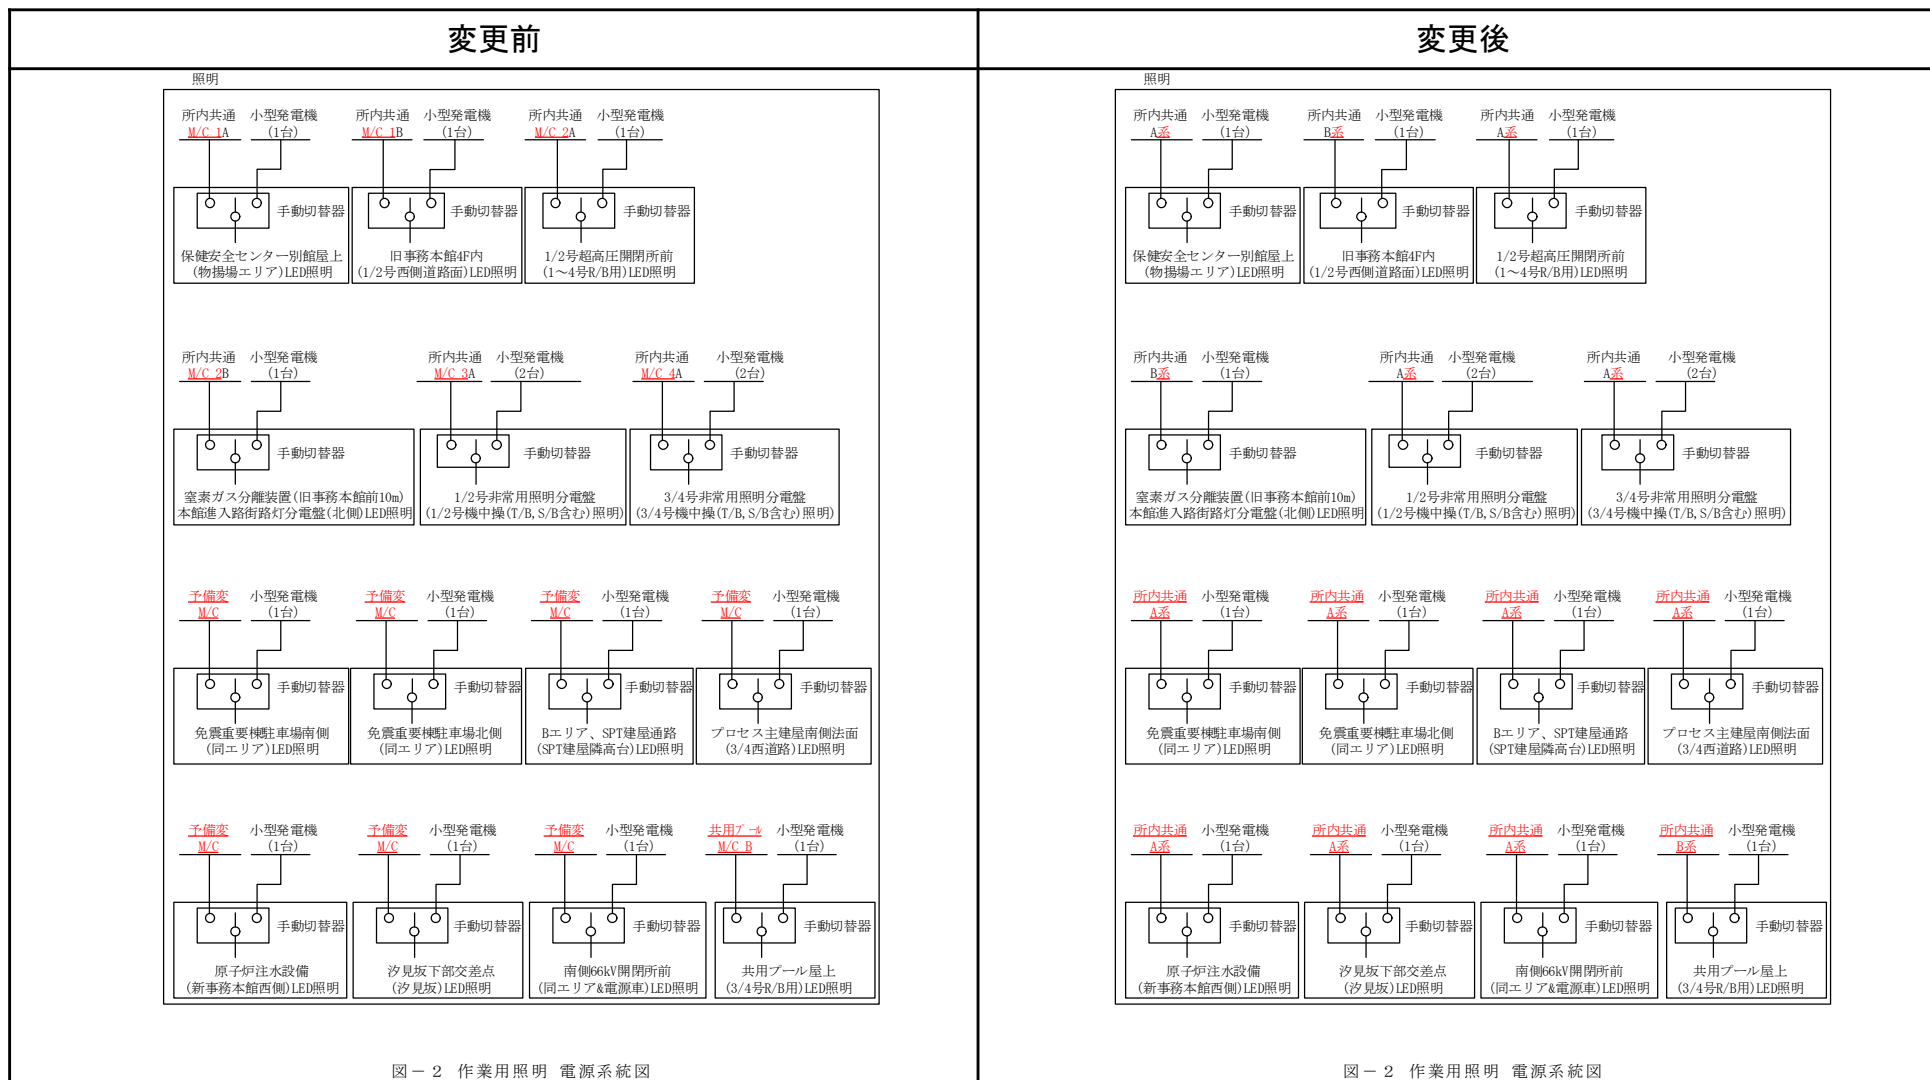 変更前
照明
所内共通 小型発電機 所内共通 小型発電機 所内共通 小型発電機
M/C 1A (1台) M/C 1B (1台) M/C 2A (1台)
手動切替器 手動切替器 手動切替器
保健安全センター別館屋上 旧事務本館4F内 1/2号超高圧開閉所前
(物揚場エリア)LED照明 (1/2号西側道路面)LED照明 (1～4号R/B用)LED照明
所内共通 小型発電機 所内共通 小型発電機 所内共通 小型発電機
M/C 2B (1台) M/C 3A (2台) M/C 4A (2台)
手動切替器 手動切替器 手動切替器
窒素ガス分離装置(旧事務本館前10m) 1/2号非常用照明分電盤 3/4号非常用照明分電盤
本館進入路街路灯分電盤(北側)LED照明 (1/2号機中操(T/B,S/B含む)照明) (3/4号機中操(T/B,S/B含む)照明)
予備変 小型発電機 予備変 小型発電機 予備変 小型発電機 予備変 小型発電機
M/C (1台) M/C (1台) M/C (1台) M/C (1台)
手動切替器 手動切替器 手動切替器 手動切替器
免震重要棟駐車場南側 免震重要棟駐車場北側 Bエリア、SPT建屋通路 プロセス主建屋南側法面
(同エリア)LED照明 (同エリア)LED照明 (SPT建屋隣高台)LED照明 (3/4西道路)LED照明
予備変 小型発電機 予備変 小型発電機 予備変 小型発電機 共用プール 小型発電機
M/C (1台) M/C (1台) M/C (1台) M/C B (1台)
手動切替器 手動切替器 手動切替器 手動切替器
原子炉注水設備 汐見坂下部交差点 南側66kV開閉所前 共用プール屋上
(新事務本館西側)LED照明 (汐見坂)LED照明 (同エリア&電源車)LED照明 (3/4号R/B用)LED照明
図－2 作業用照明 電源系統図
変更後
照明
所内共通 小型発電機 所内共通 小型発電機 所内共通 小型発電機
A系 (1台) B系 (1台) A系 (1台)
手動切替器 手動切替器 手動切替器
保健安全センター別館屋上 旧事務本館4F内 1/2号超高圧開閉所前
(物揚場エリア)LED照明 (1/2号西側道路面)LED照明 (1～4号R/B用)LED照明
所内共通 小型発電機 所内共通 小型発電機 所内共通 小型発電機
B系 (1台) A系 (2台) A系 (2台)
手動切替器 手動切替器 手動切替器
窒素ガス分離装置(旧事務本館前10m) 1/2号非常用照明分電盤 3/4号非常用照明分電盤
本館進入路街路灯分電盤(北側)LED照明 (1/2号機中操(T/B,S/B含む)照明) (3/4号機中操(T/B,S/B含む)照明)
所内共通 小型発電機 所内共通 小型発電機 所内共通 小型発電機 所内共通 小型発電機
A系 (1台) A系 (1台) A系 (1台) A系 (1台)
手動切替器 手動切替器 手動切替器 手動切替器
免震重要棟駐車場南側 免震重要棟駐車場北側 Bエリア、SPT建屋通路 プロセス主建屋南側法面
(同エリア)LED照明 (同エリア)LED照明 (SPT建屋隣高台)LED照明 (3/4西道路)LED照明
所内共通 小型発電機 所内共通 小型発電機 所内共通 小型発電機 所内共通 小型発電機
A系 (1台) A系 (1台) A系 (1台) B系 (1台)
手動切替器 手動切替器 手動切替器 手動切替器
原子炉注水設備 汐見坂下部交差点 南側66kV開閉所前 共用プール屋上
(新事務本館西側)LED照明 (汐見坂)LED照明 (同エリア&電源車)LED照明 (3/4号R/B用)LED照明
図－2 作業用照明 電源系統図